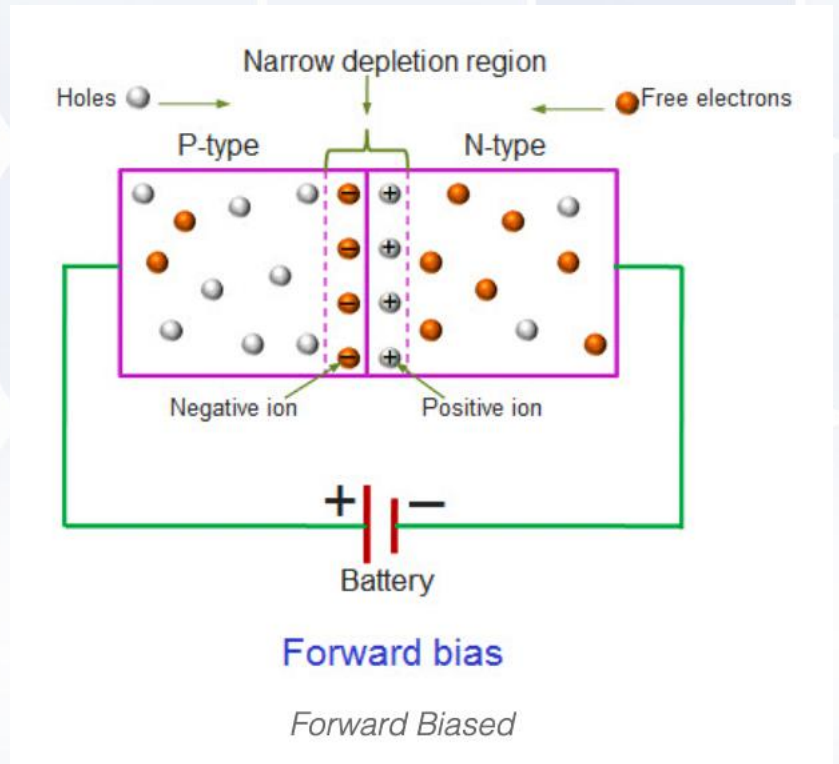 Narrow depletion region
Holes
Free electrons
P-type
N-type
− +
− +
− +
− +
Negative ion
Positive ion
+ −
Battery
Forward bias
Forward Biased